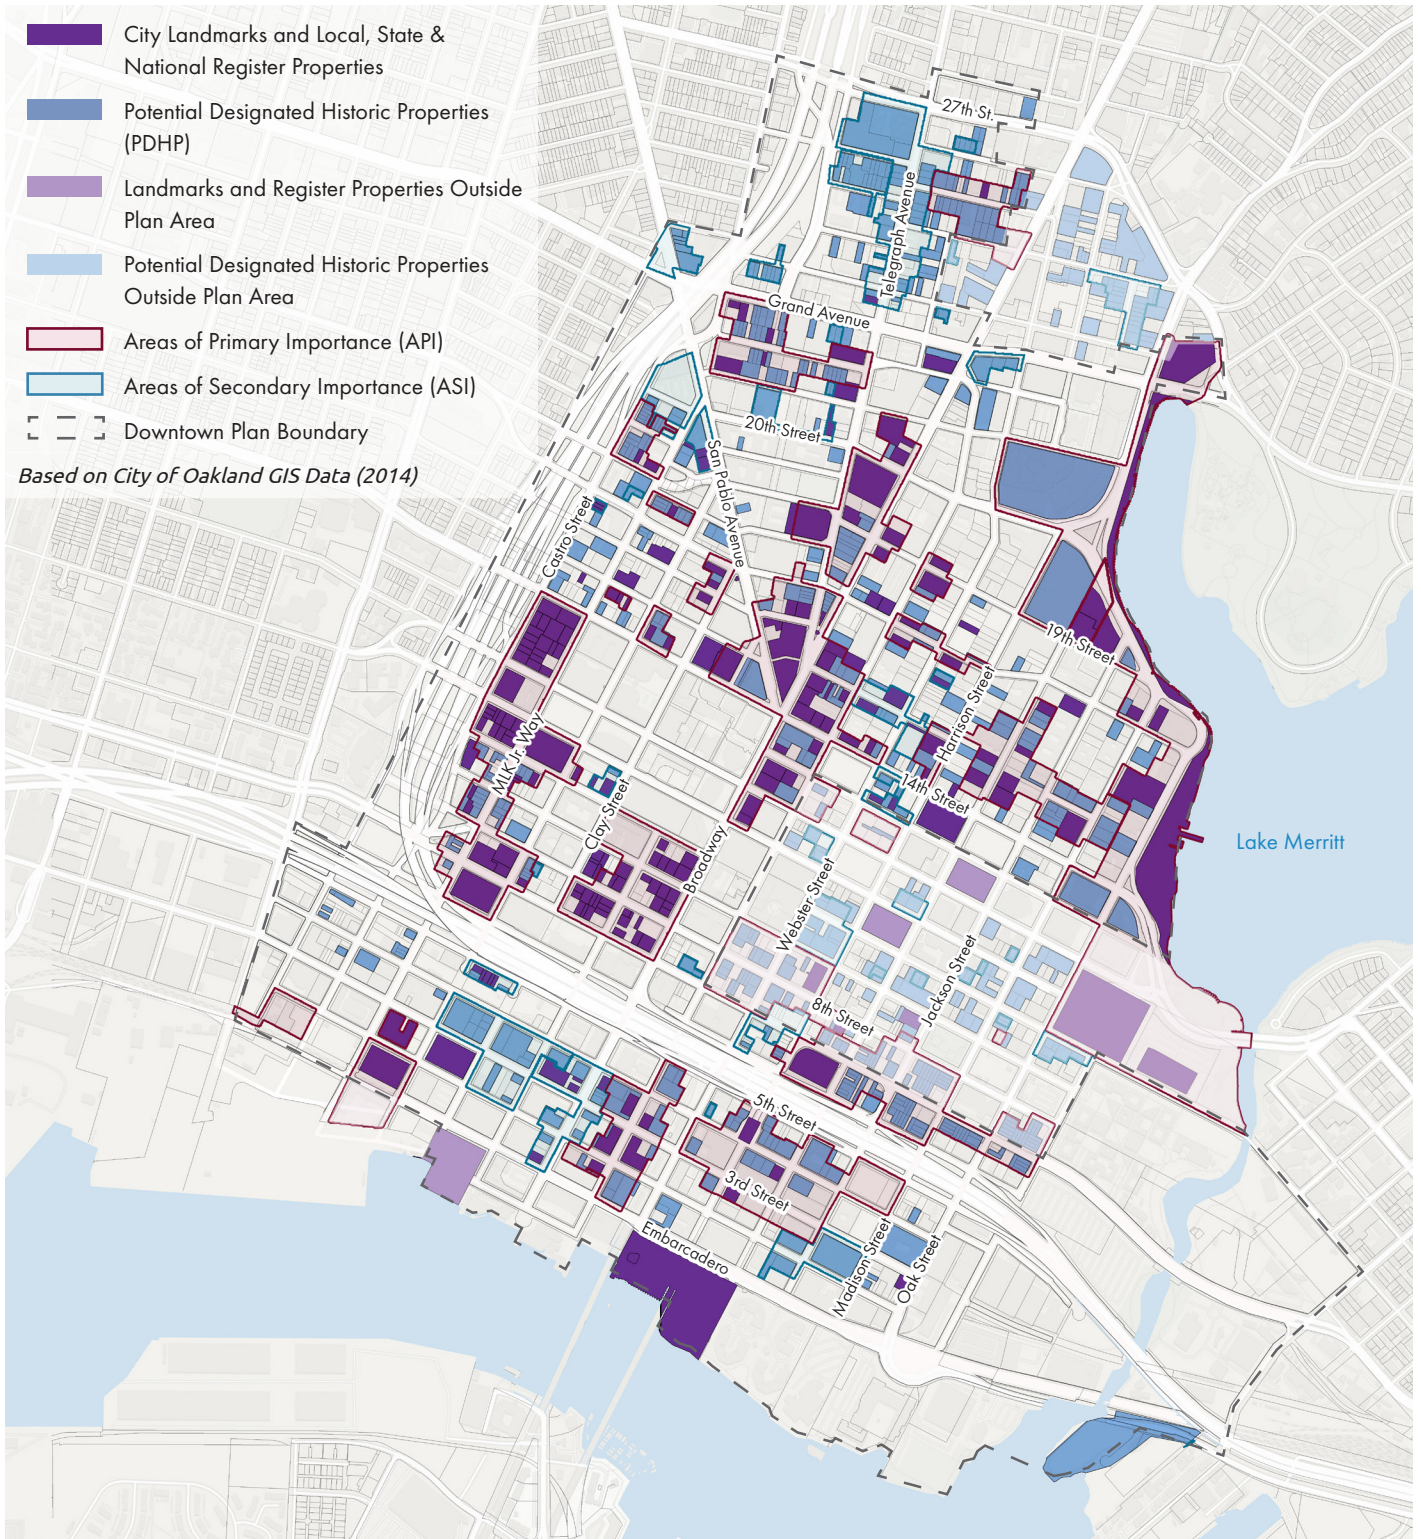 City Landmarks and Local, State &
National Register Properties
Potential Designated Historic Properties
(PDHP)
Landmarks and Register Properties Outside
Plan Area
Potential Designated Historic Properties
Outside Plan Area
Areas of Primary Importance (API)
Areas of Secondary Importance (ASI)
Downtown Plan Boundary
Based on City of Oakland GIS Data (2014)
27th St.
Telegraph Avenue
Grand Avenue
20th Street
San Pablo Avenue
Castro Street
19th Street
Harrison Street
MLK Jr. Way
14th Street
Clay Street
Broadway
Lake Merritt
Webster Street
Jackson Street
8th Street
5th Street
3rd Street
Embarcadero
Madison Street
Oak Street